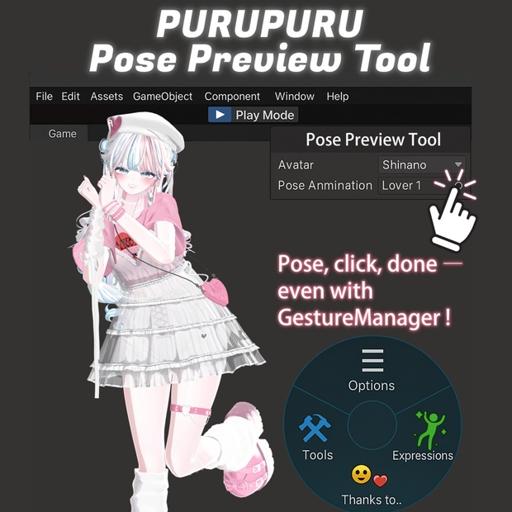 PURUPURU
Pose Preview Tool
File Edit Assets GameObject Component Window Help
Play Mode
Game
Pose Preview Tool
Avatar Shinano
Pose Anmination Lover 1
Pose, click, done —
even with
GestureManager !
Options
Tools
Expressions
Thanks to..